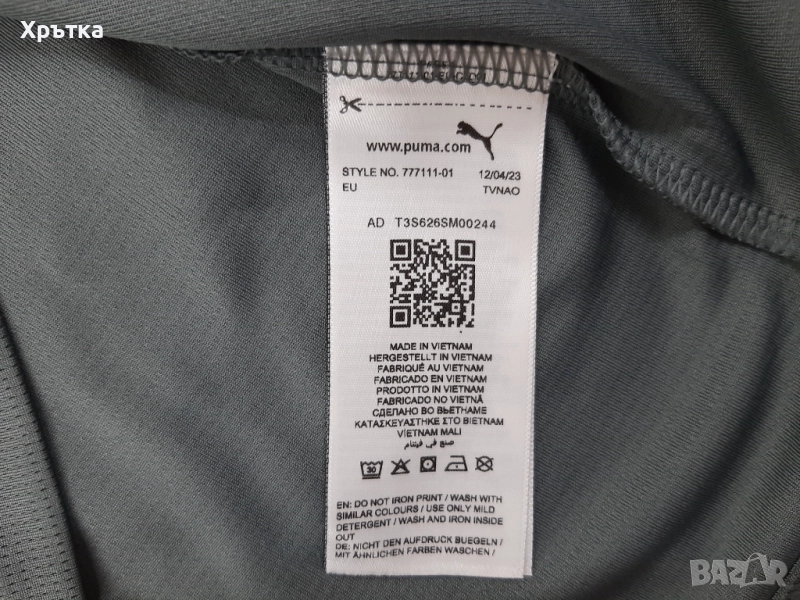 Хрътка
www.puma.com
STYLE NO. 777111-01 12/04/23
EU TVNAO
AD T3S626SM00244
MADE IN VIETNAM
HERGESTELLT IN VIETNAM
FABRIQUÉ AU VIETNAM
FABRICADO EN VIETNAM
PRODOTTO IN VIETNAM
FABRICADO NO VIETNÃ
СДЕЛАНО ВО ВЬЕТНАМЕ
ΚΑΤΑΣΚΕΥΑΣΤΗΚΕ ΣΤΟ ΒΙΕΤΝΑΜ
VİETNAM MALI
صنع في فيتنام
30
EN: DO NOT IRON PRINT / WASH WITH
SIMILAR COLOURS / USE ONLY MILD
DETERGENT / WASH AND IRON INSIDE
OUT
DE: NICHT DEN AUFDRUCK BUEGELN /
MIT ÄHNLICHEN FARBEN WASCHEN /
BAZAR